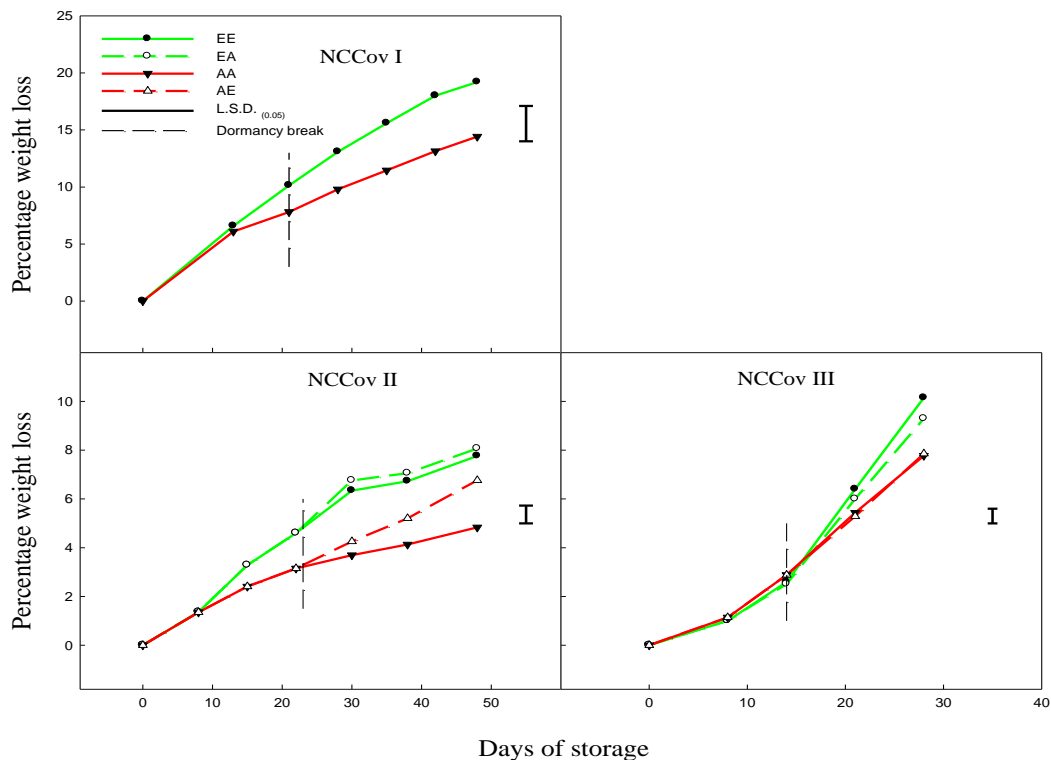 NCCov I
EE
EA
AA
AE
L.S.D. (0.05)
Dormancy break
Percentage weight loss
25
20
15
10
5
0
NCCov II
Percentage weight loss
10
8
6
4
2
0
0 10 20 30 40 50
NCCov III
0 10 20 30 40
Days of storage